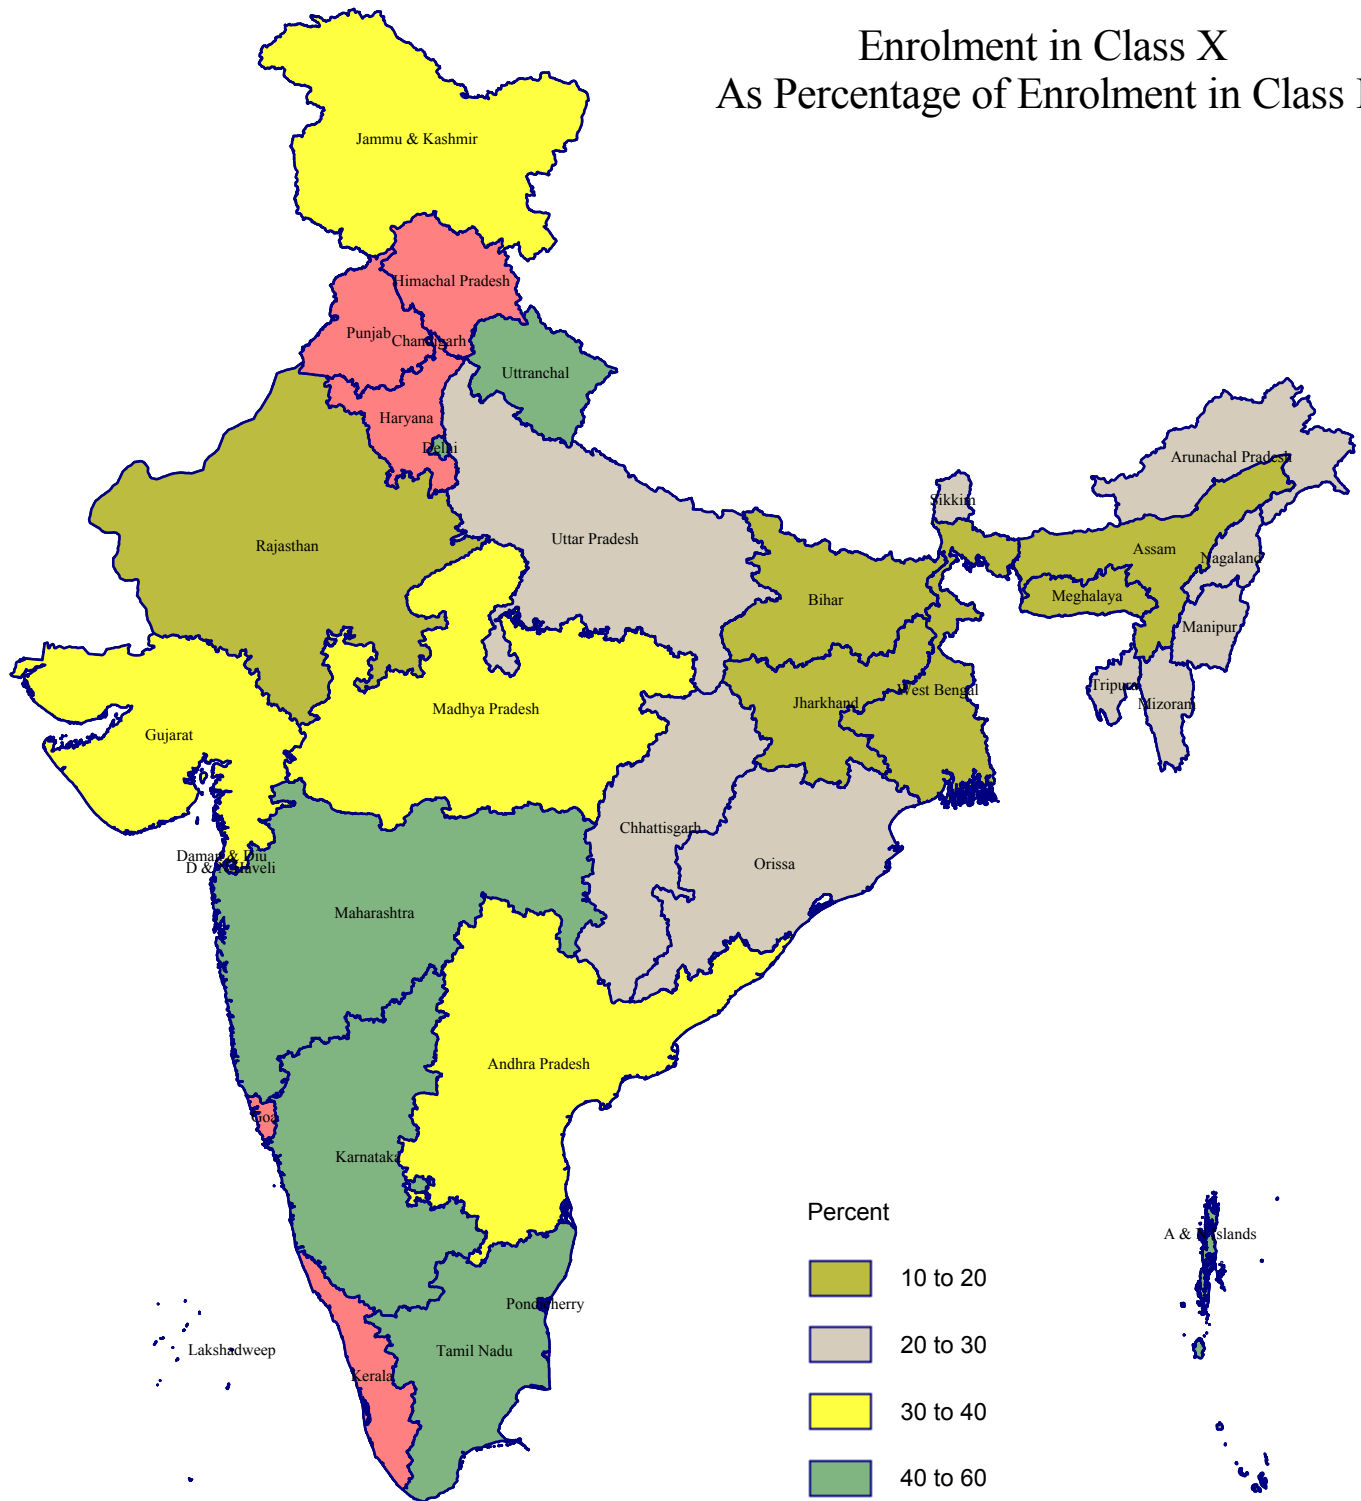 Enrolment in Class X
As Percentage of Enrolment in Class I
Jammu & Kashmir
Himachal Pradesh
Punjab
Chandigarh
Uttranchal
Haryana
Delhi
Arunachal Pradesh
Sikkim
Rajasthan
Uttar Pradesh
Assam
Nagaland
Bihar
Meghalaya
Manipur
Tripura
West Bengal
Jharkhand
Mizoram
Madhya Pradesh
Gujarat
Chhattisgarh
Daman & Diu
D & N Haveli
Orissa
Maharashtra
Andhra Pradesh
Goa
Karnataka
Percent
A & N Islands
10 to 20
Pondicherry
20 to 30
Lakshadweep
Tamil Nadu
Kerala
30 to 40
40 to 60